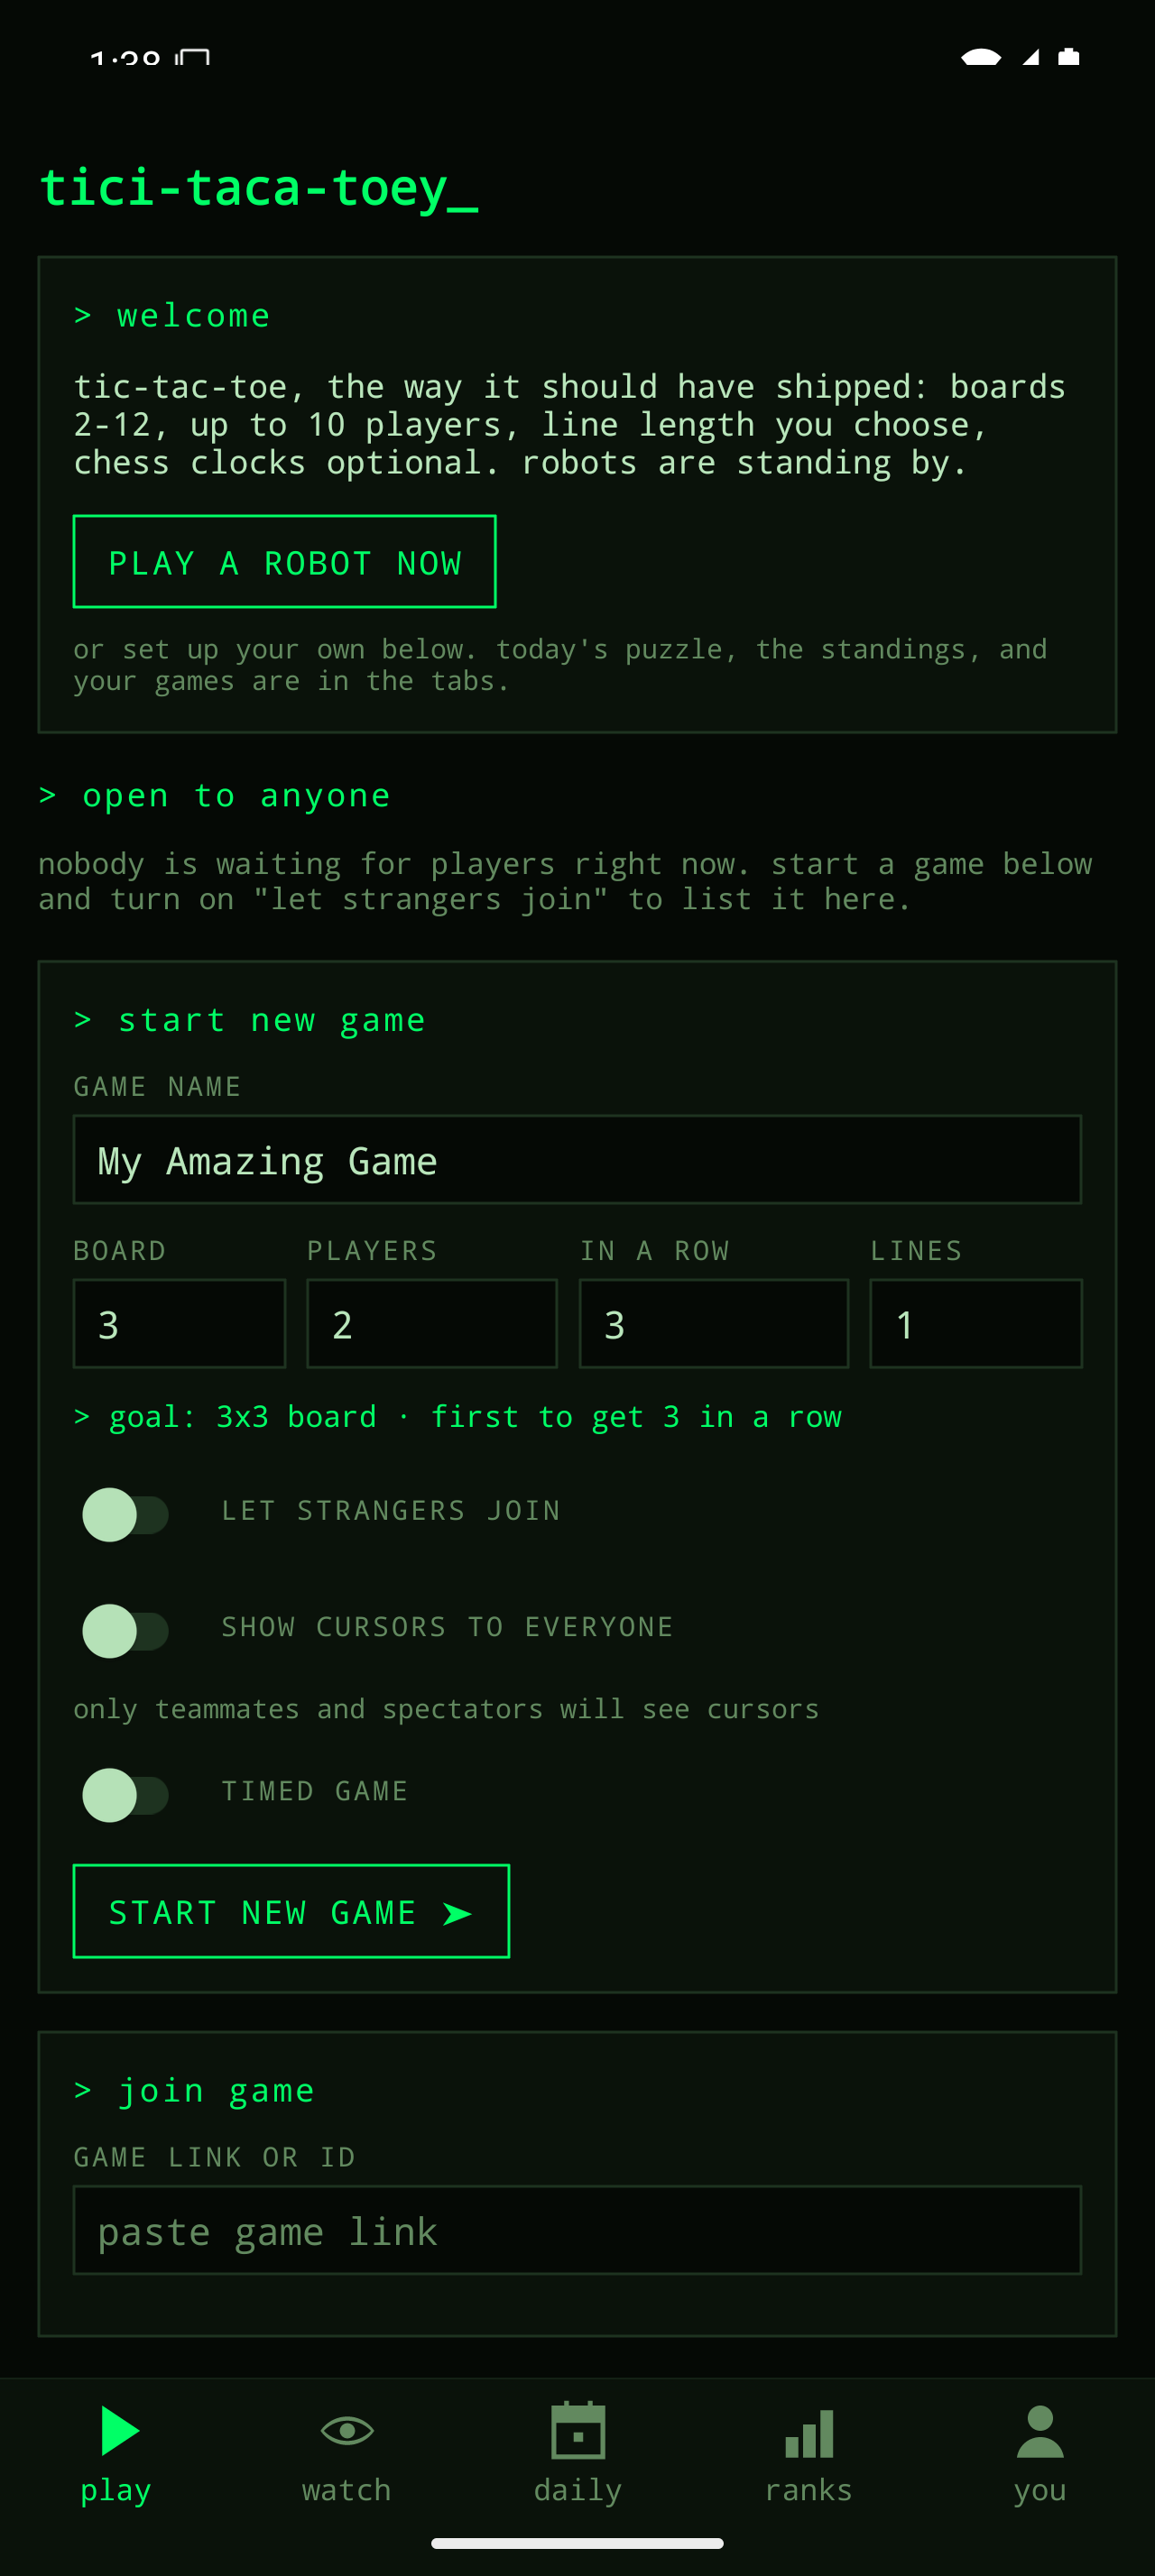 1:38
tici-taca-toey_
> welcome
tic-tac-toe, the way it should have shipped: boards
2-12, up to 10 players, line length you choose,
chess clocks optional. robots are standing by.
PLAY A ROBOT NOW
or set up your own below. today's puzzle, the standings, and
your games are in the tabs.
> open to anyone
nobody is waiting for players right now. start a game below
and turn on "let strangers join" to list it here.
> start new game
GAME NAME
My Amazing Game
BOARD PLAYERS IN A ROW LINES
3 2 3 1
> goal: 3x3 board · first to get 3 in a row
LET STRANGERS JOIN
SHOW CURSORS TO EVERYONE
only teammates and spectators will see cursors
TIMED GAME
START NEW GAME ➤
> join game
GAME LINK OR ID
paste game link
play watch daily ranks you